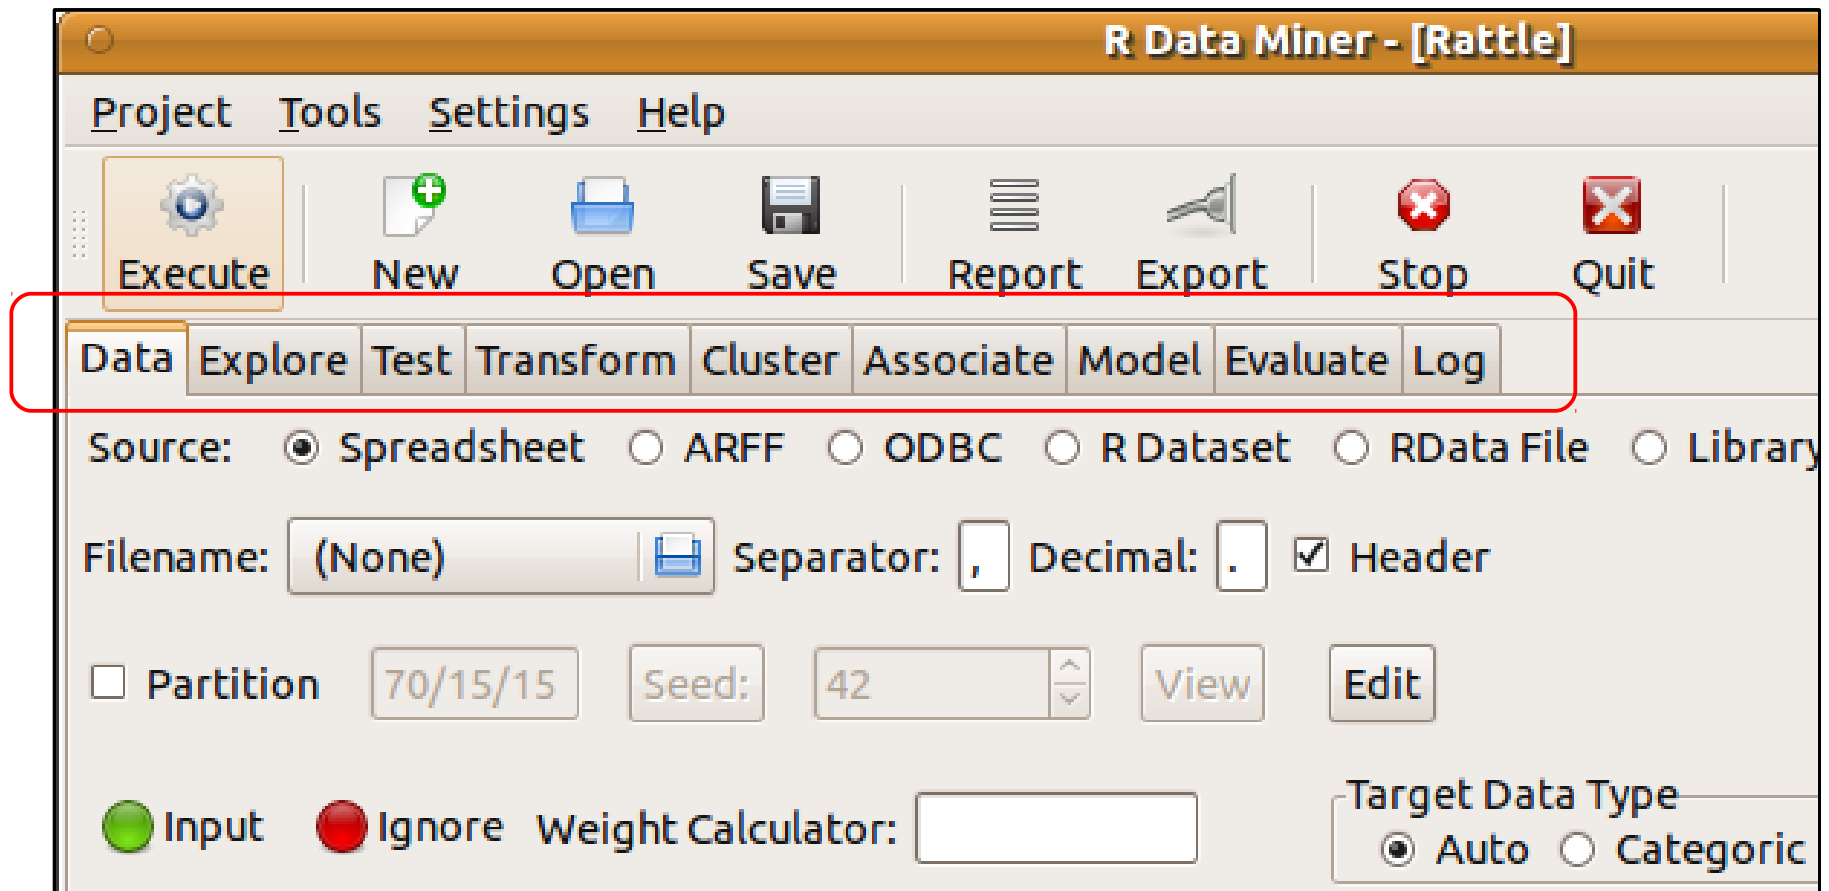 R Data Miner - [Rattle]
Project Tools Settings Help
Execute New Open Save Report Export Stop Quit
Data Explore Test Transform Cluster Associate Model Evaluate Log
Source: Spreadsheet ARFF ODBC R Dataset RData File Library
Filename: (None) Separator: , Decimal: . Header
Partition 70/15/15 Seed: 42 View Edit
Target Data Type
Input Ignore Weight Calculator: Auto Categoric